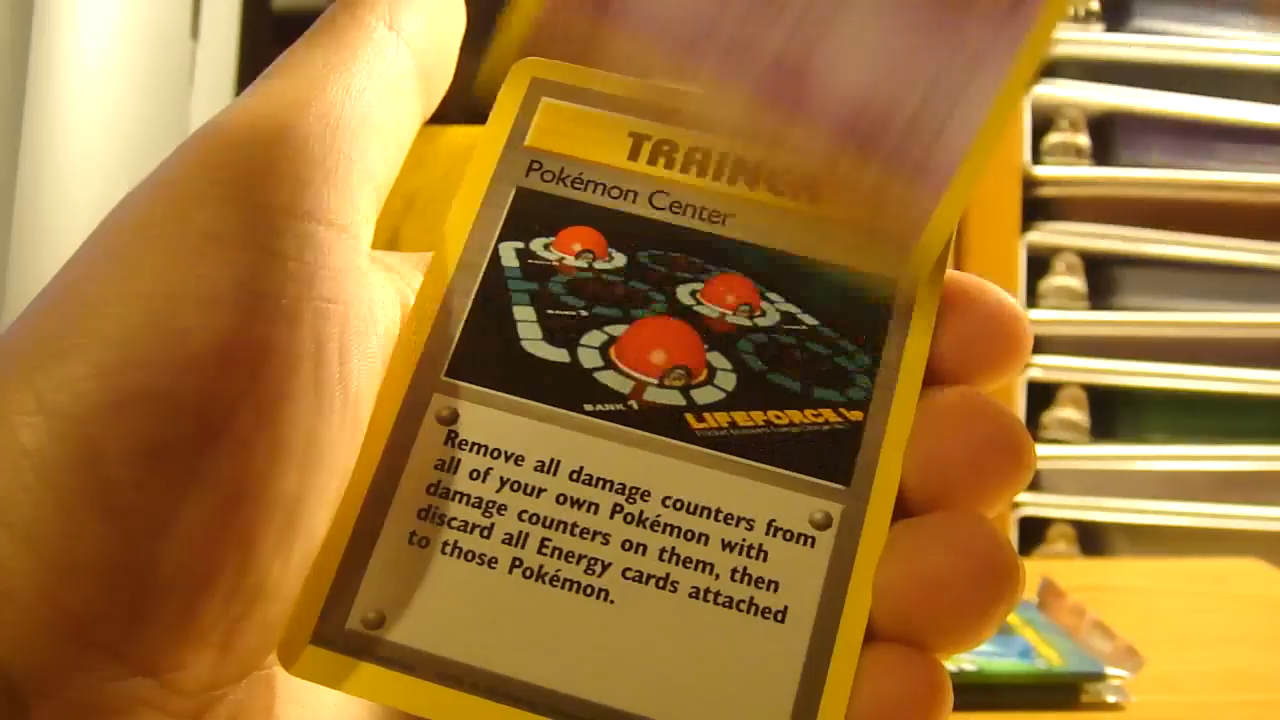 TRAINER
Pokémon Center
BANK 1
LIFEFORCE
Remove all damage counters from
all of your own Pokémon with
damage counters on them, then
discard all Energy cards attached
to those Pokémon.